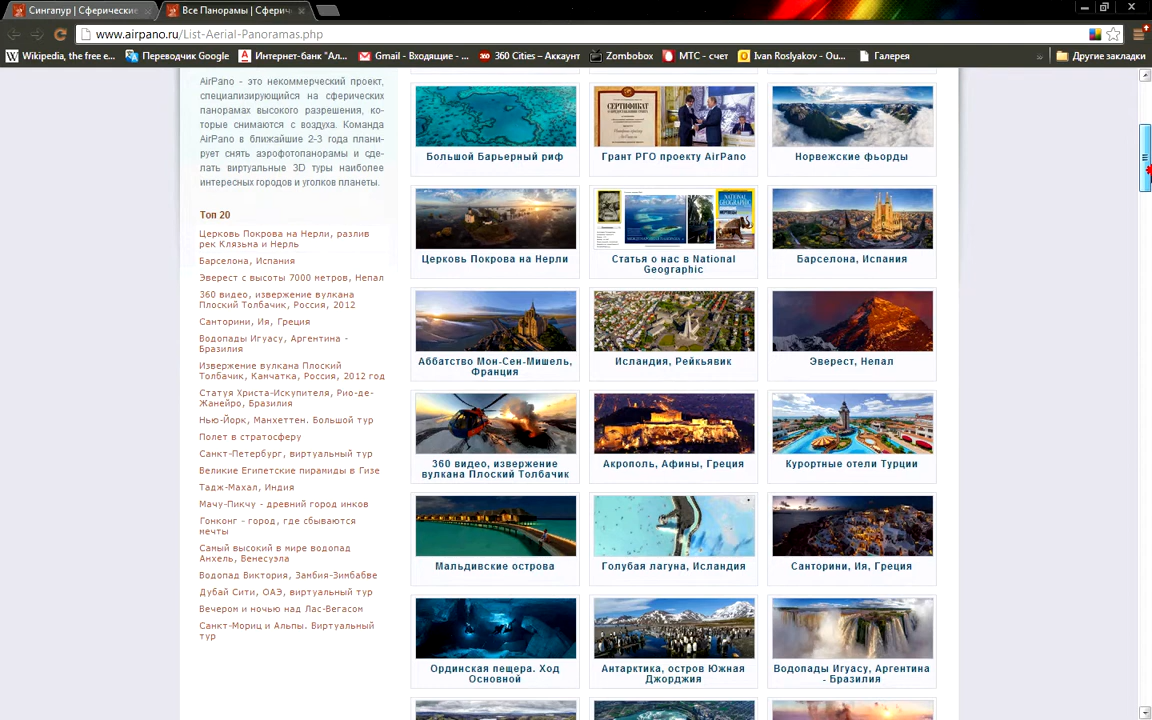 Сингапур | Сферические
Все Панорамы | Сферич
www.airpano.ru/List-Aerial-Panoramas.php
Wikipedia, the free e...
Переводчик Google
Интернет-банк "Ал...
Gmail - Входящие - ...
360 Cities – Аккаунт
Zombobox
МТС - счет
Ivan Roslyakov - Ou...
Галерея
»
Другие закладки
AirPano - это некоммерческий проект,
специализирующийся на сферических
панорамах высокого разрешения, ко-
торые снимаются с воздуха. Команда
AirPano в ближайшие 2-3 года плани-
рует снять аэрофотопанорамы и сде-
лать виртуальные 3D туры наиболее
интересных городов и уголков планеты.
Топ 20
Церковь Покрова на Нерли, разлив
рек Клязьма и Нерль
Барселона, Испания
Эверест с высоты 7000 метров, Непал
360 видео, извержение вулкана
Плоский Толбачик, Россия, 2012
Санторини, Ия, Греция
Водопады Игуасу, Аргентина -
Бразилия
Извержение вулкана Плоский
Толбачик, Камчатка, Россия, 2012 год
Статуя Христа-Искупителя, Рио-де-
Жанейро, Бразилия
Нью-Йорк, Манхеттен. Большой тур
Полет в стратосферу
Санкт-Петербург, виртуальный тур
Великие Египетские пирамиды в Гизе
Тадж-Махал, Индия
Мачу-Пикчу - древний город инков
Гонконг - город, где сбываются
мечты
Самый высокий в мире водопад
Анхель, Венесуэла
Водопад Виктория, Замбия-Зимбабве
Дубай Сити, ОАЭ, виртуальный тур
Вечером и ночью над Лас-Вегасом
Санкт-Мориц и Альпы. Виртуальный
тур
СЕРТИФИКАТ
Большой Барьерный риф
Грант РГО проекту AirPano
Норвежские фьорды
NATIONAL
GEOGRAPHIC
Церковь Покрова на Нерли
Статья о нас в National
Geographic
Барселона, Испания
Аббатство Мон-Сен-Мишель,
Франция
Исландия, Рейкьявик
Эверест, Непал
360 видео, извержение
вулкана Плоский Толбачик
Акрополь, Афины, Греция
Курортные отели Турции
Мальдивские острова
Голубая лагуна, Исландия
Санторини, Ия, Греция
Ординская пещера. Ход
Основной
Антарктика, остров Южная
Джорджия
Водопады Игуасу, Аргентина
- Бразилия